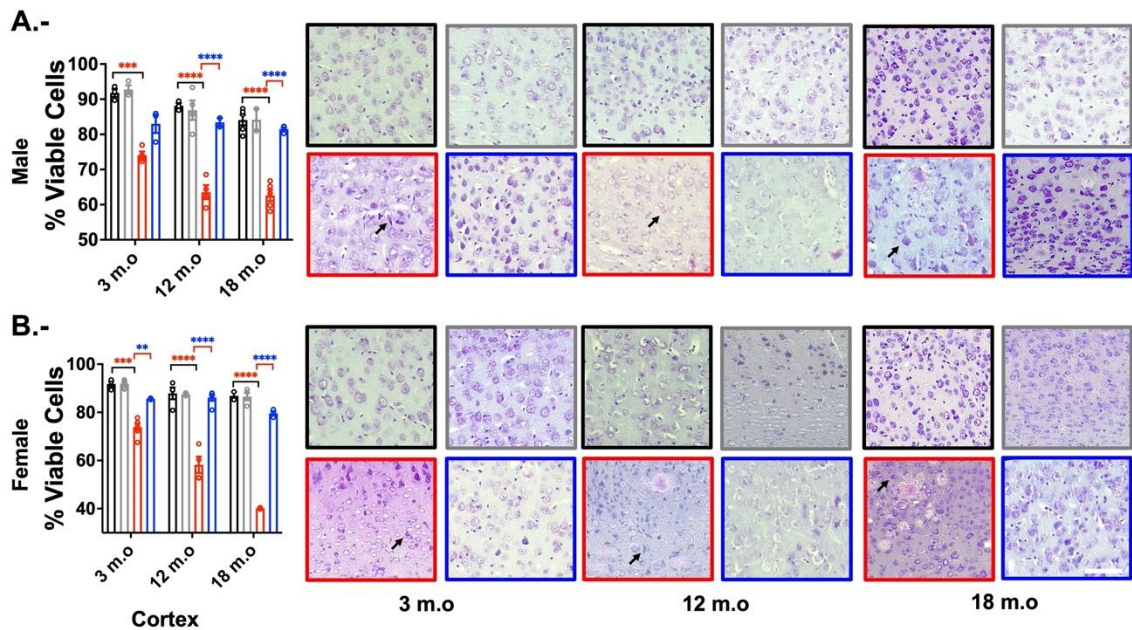 A.-
Male
% Viable Cells
100
90
80
70
60
50
***
****
****
****
****
3 m.o
12 m.o
18 m.o
B.-
Female
% Viable Cells
100
80
60
40
***
**
****
****
****
****
3 m.o
12 m.o
18 m.o
Cortex
3 m.o
12 m.o
18 m.o